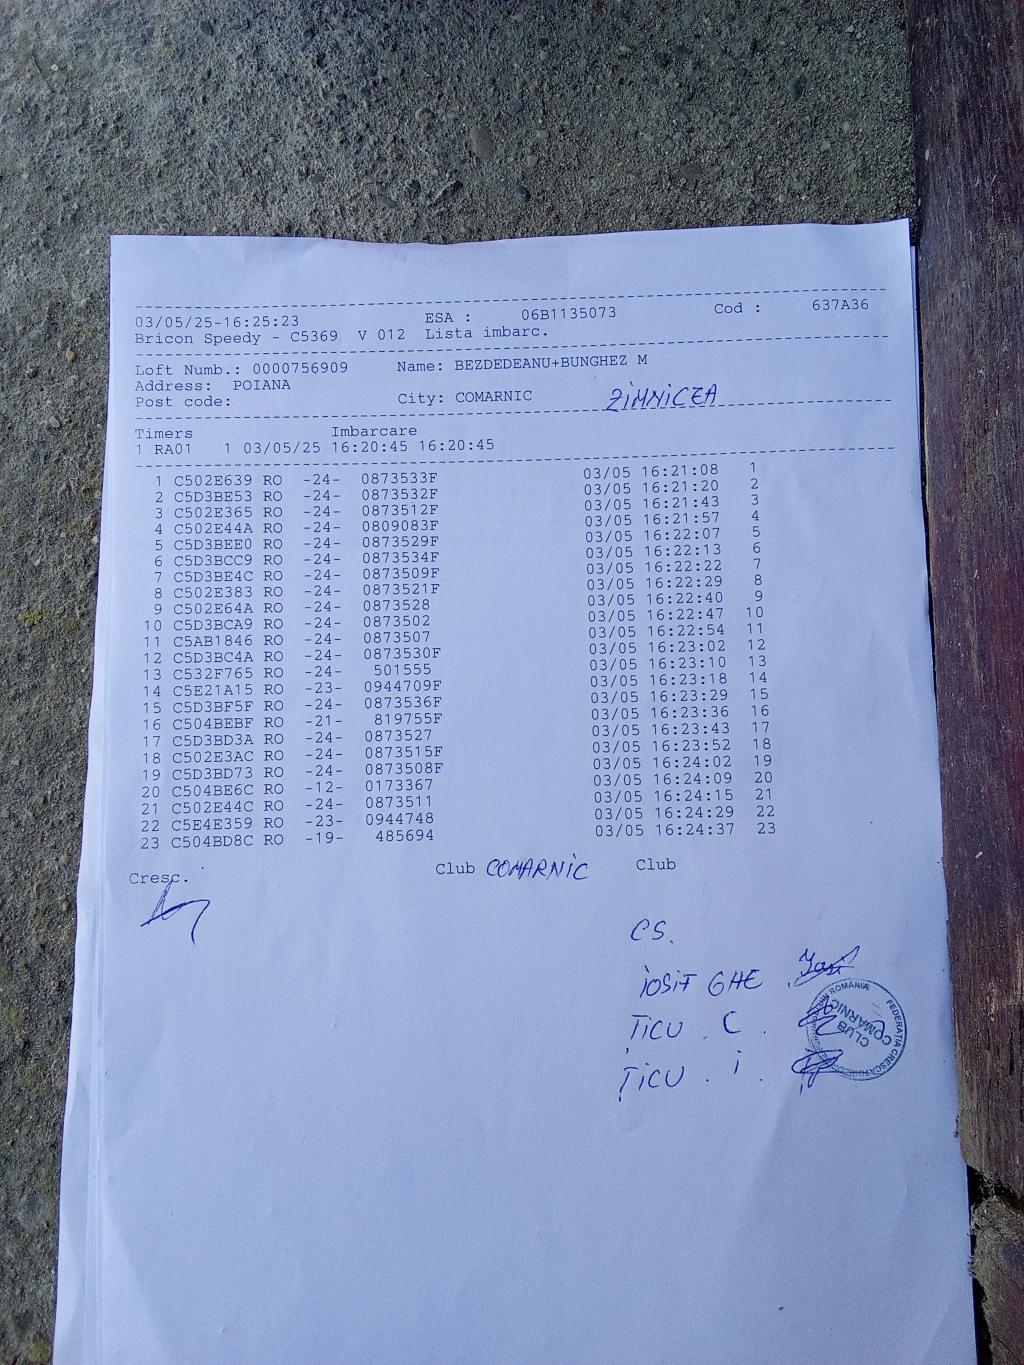 03/05/25-16:25:23 ESA : 06B1135073 Cod : 637A36
Bricon Speedy - C5369 V 012 Lista imbarc.
Loft Numb.: 0000756909 Name: BEZDEDEANU+BUNGHEZ M
Address: POIANA
Post code: City: COMARNIC ZIMNICEA
Timers Imbarcare
1 RA01 1 03/05/25 16:20:45 16:20:45
1 C502E639 RO -24- 0873533F 03/05 16:21:08 1
2 C5D3BE53 RO -24- 0873532F 03/05 16:21:20 2
3 C502E365 RO -24- 0873512F 03/05 16:21:43 3
4 C502E44A RO -24- 0809083F 03/05 16:21:57 4
5 C5D3BEE0 RO -24- 0873529F 03/05 16:22:07 5
6 C5D3BCC9 RO -24- 0873534F 03/05 16:22:13 6
7 C5D3BE4C RO -24- 0873509F 03/05 16:22:22 7
8 C502E383 RO -24- 0873521F 03/05 16:22:29 8
9 C502E64A RO -24- 0873528 03/05 16:22:40 9
10 C5D3BCA9 RO -24- 0873502 03/05 16:22:47 10
11 C5AB1846 RO -24- 0873507 03/05 16:22:54 11
12 C5D3BC4A RO -24- 0873530F 03/05 16:23:02 12
13 C532F765 RO -24- 501555 03/05 16:23:10 13
14 C5E21A15 RO -23- 0944709F 03/05 16:23:18 14
15 C5D3BF5F RO -24- 0873536F 03/05 16:23:29 15
16 C504BEBF RO -21- 819755F 03/05 16:23:36 16
17 C5D3BD3A RO -24- 0873527 03/05 16:23:43 17
18 C502E3AC RO -24- 0873515F 03/05 16:23:52 18
19 C5D3BD73 RO -24- 0873508F 03/05 16:24:02 19
20 C504BE6C RO -12- 0173367 03/05 16:24:09 20
21 C502E44C RO -24- 0873511 03/05 16:24:15 21
22 C5E4E359 RO -23- 0944748 03/05 16:24:29 22
23 C504BD8C RO -19- 485694 03/05 16:24:37 23
Cresc. Club COMARNIC Club
CS.
IOSIF GHE
ȚICU . C .
ȚICU . i .
CLUB
COMARNIC